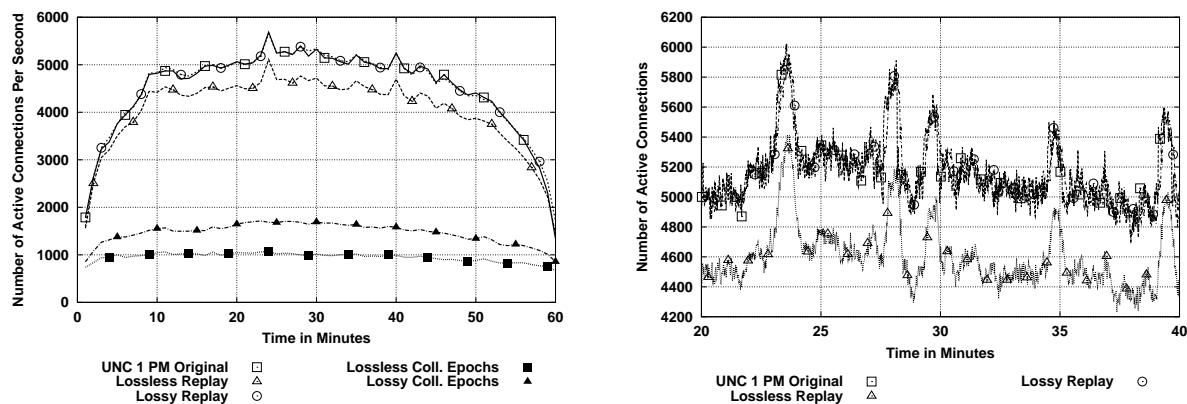 Number of Active Connections Per Second
6000
5000
4000
3000
2000
1000
0
0 10 20 30 40 50 60
Time in Minutes
UNC 1 PM Original
Lossless Replay
Lossy Replay
Lossless Coll. Epochs
Lossy Coll. Epochs
Number of Active Connections
6200
6000
5800
5600
5400
5200
5000
4800
4600
4400
4200
20 25 30 35 40
Time in Minutes
UNC 1 PM Original
Lossless Replay
Lossy Replay